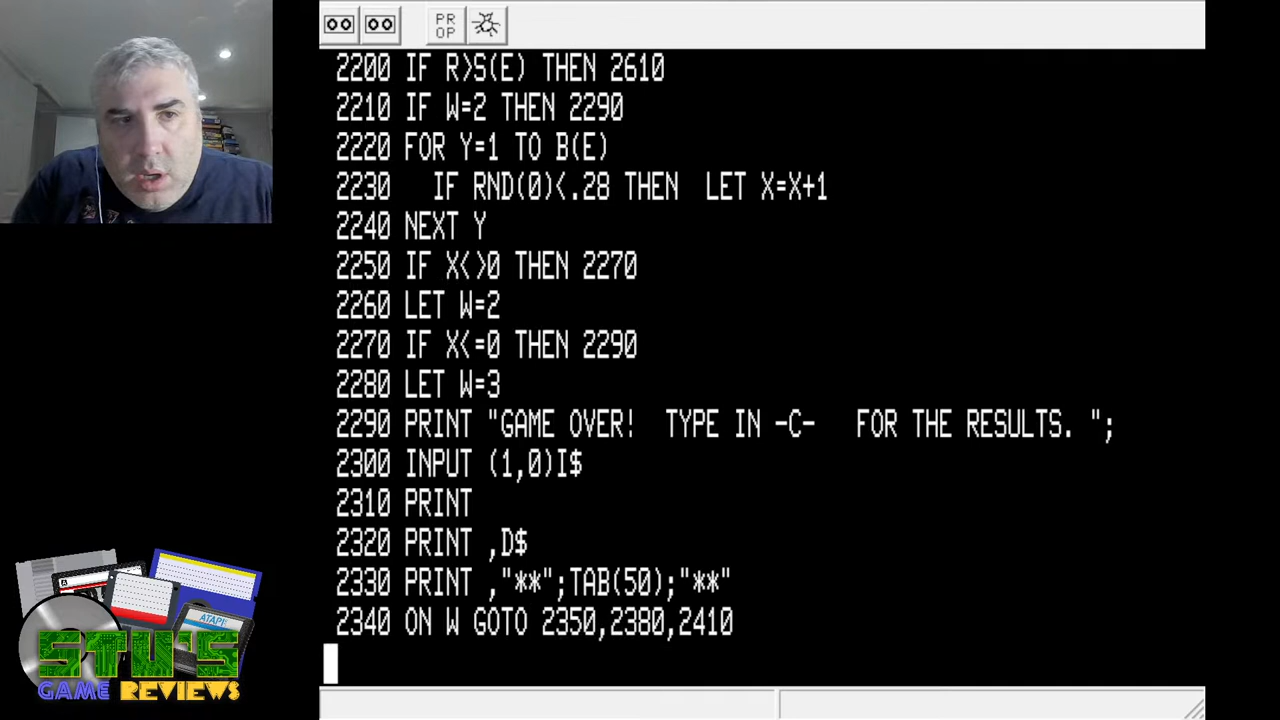 PR
OP
2200 IF R>S(E) THEN 2610
2210 IF W=2 THEN 2290
2220 FOR Y=1 TO B(E)
2230   IF RND(0)<.28 THEN  LET X=X+1
2240 NEXT Y
2250 IF X<>0 THEN 2270
2260 LET W=2
2270 IF X<=0 THEN 2290
2280 LET W=3
2290 PRINT "GAME OVER!  TYPE IN -C-   FOR THE RESULTS. ";
2300 INPUT (1,0)I$
2310 PRINT
2320 PRINT ,D$
2330 PRINT ,"**";TAB(50);"**"
2340 ON W GOTO 2350,2380,2410
ATARI
STU'S
GAME REVIEWS